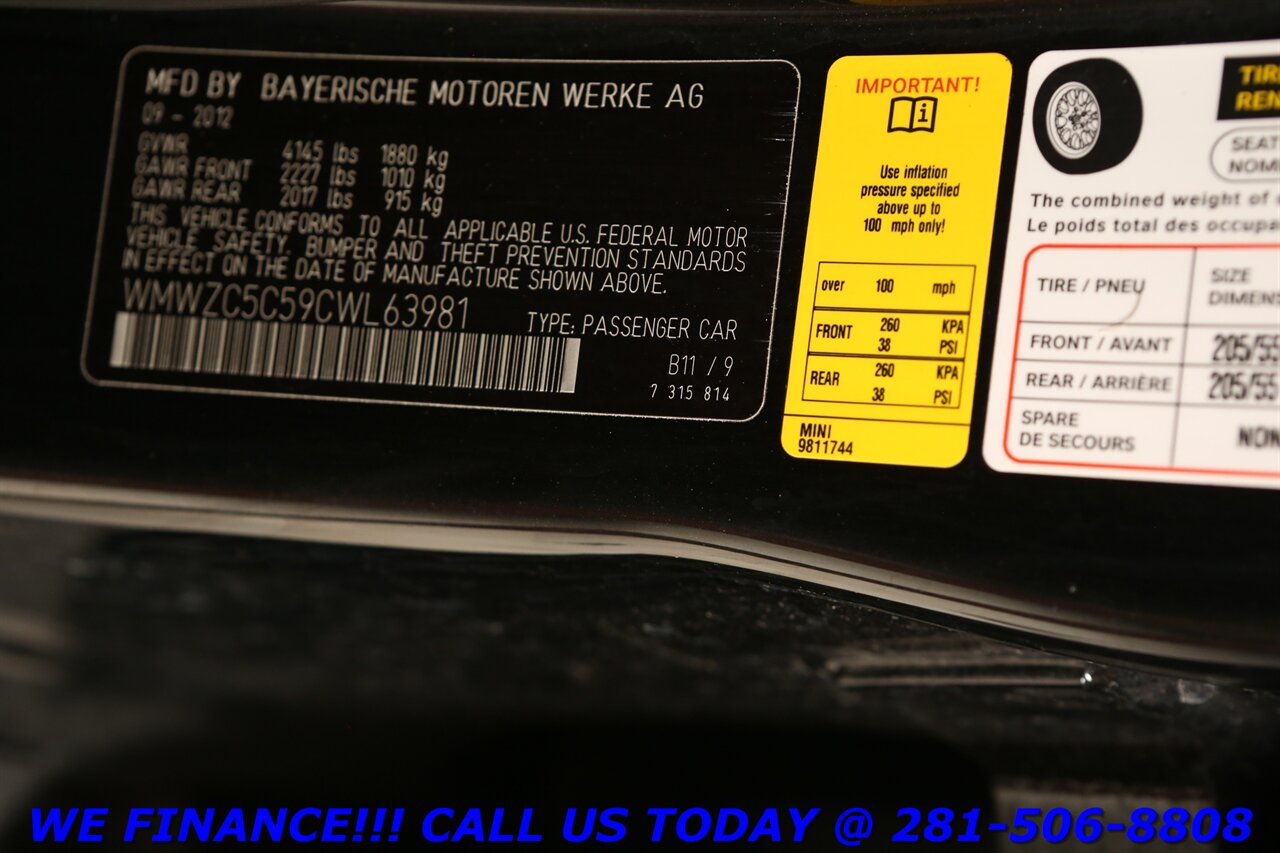 MFD BY BAYERISCHE MOTOREN WERKE AG
09 - 2012
GVWR 4145 lbs 1880 kg
GAWR FRONT 2227 lbs 1010 kg
GAWR REAR 2017 lbs 915 kg
THIS VEHICLE CONFORMS TO ALL APPLICABLE U.S. FEDERAL MOTOR
VEHICLE SAFETY, BUMPER AND THEFT PREVENTION STANDARDS
IN EFFECT ON THE DATE OF MANUFACTURE SHOWN ABOVE.
WMWZC5C59CWL63981
TYPE: PASSENGER CAR
B11 / 9
7 315 814
IMPORTANT!
i
Use inflation
pressure specified
above up to
100 mph only!
over 100 mph
FRONT 260 KPA
38 PSI
REAR 260 KPA
38 PSI
MINI
9811744
TIR
REN
SEAT
NOM
The combined weight of
Le poids total des occupa
TIRE / PNEU SIZE
DIMEN
FRONT / AVANT 205/55
REAR / ARRIÈRE 205/55
SPARE
DE SECOURS NON
WE FINANCE!!! CALL US TODAY @ 281-506-8808